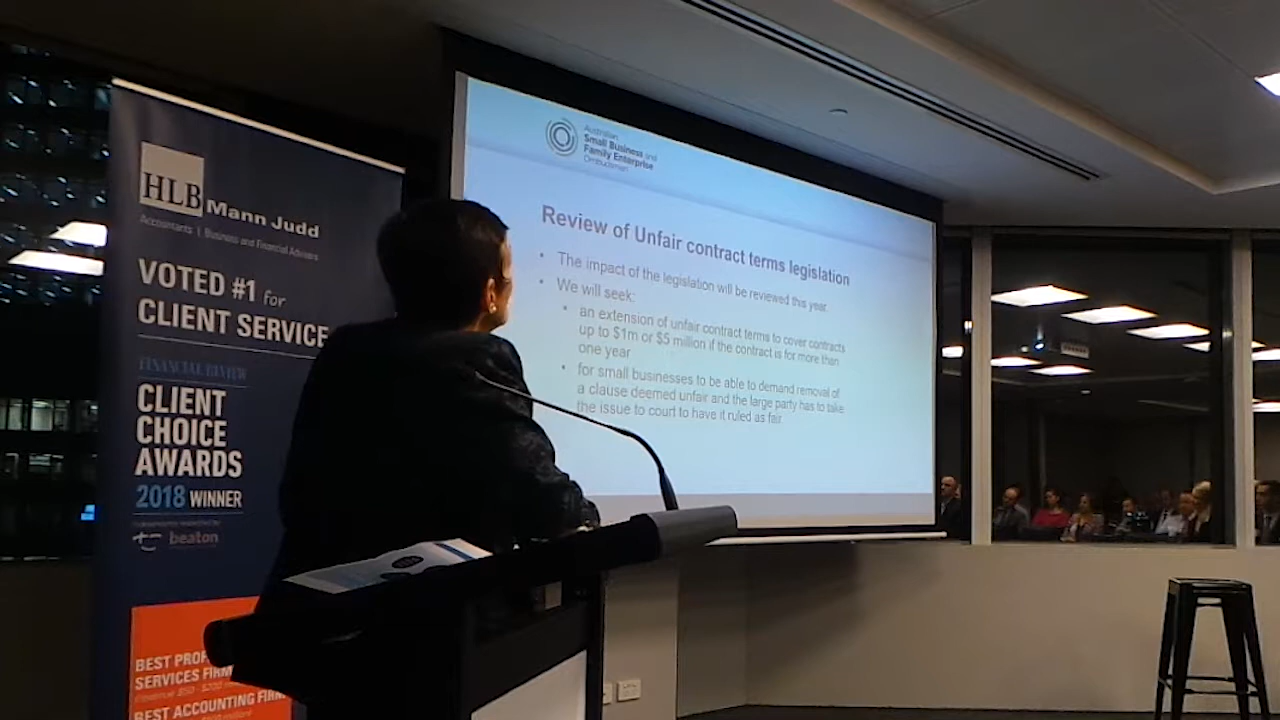 HLB Mann Judd
Accountants | Business and Financial Advisers
VOTED #1 for
CLIENT SERVICE
FINANCIAL REVIEW
CLIENT
CHOICE
AWARDS
2018 WINNER
beaton
BEST
SERVICES FIRM
BEST ACCOUNTING
Australian
Small Business and
Family Enterprise
Ombudsman
Review of Unfair contract terms legislation
• The impact of the legislation will be reviewed this year.
• We will seek:
• an extension of unfair contract terms to cover contracts
up to $1m or $5 million if the contract is for more than
one year
• for small businesses to be able to demand removal of
a clause deemed unfair and the large party has to take
the issue to court to have it ruled as fair.